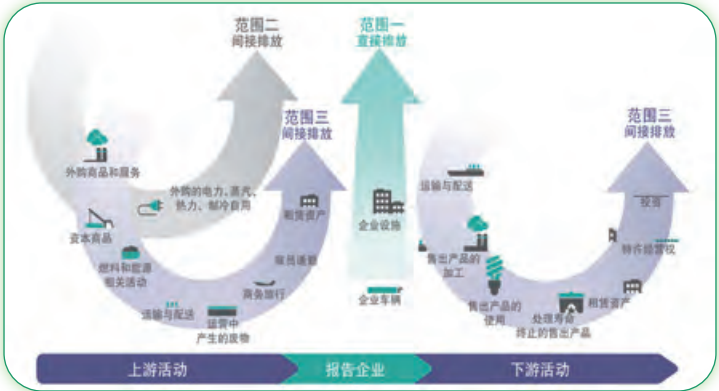 范围二
间接排放
范围一
直接排放
范围三
间接排放
范围三
间接排放
外购商品和服务
外购的电力、蒸汽、
热力、制冷自用
资本商品
燃料和能源
相关活动
运输与配送
运营中
产生的废物
商务旅行
雇员通勤
租赁资产
企业设施
企业车辆
运输与配送
售出产品的
加工
售出产品的
使用
处理寿命
终止的售出产品
租赁资产
特许经营权
投资
上游活动
报告企业
下游活动